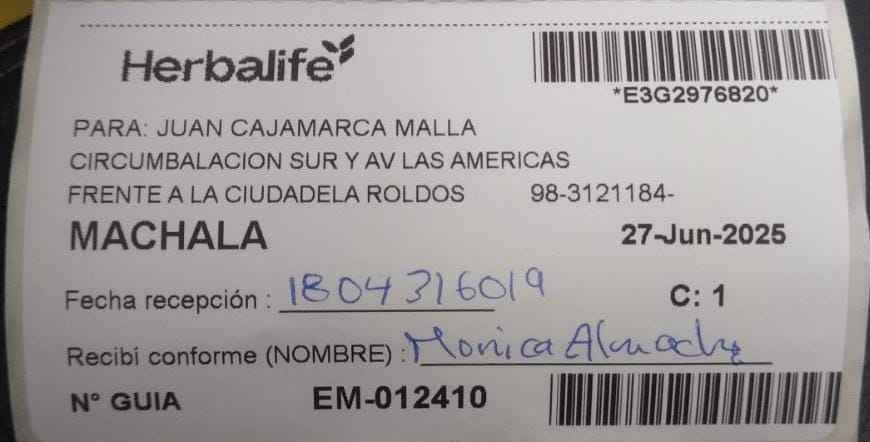 Herbalife
*E3G2976820*
PARA: JUAN CAJAMARCA MALLA
CIRCUMBALACION SUR Y AV LAS AMERICAS
FRENTE A LA CIUDADELA ROLDOS 98-3121184-
MACHALA 27-Jun-2025
Fecha recepción : 1804316019 C: 1
Recibí conforme (NOMBRE) : Monica
N° GUIA EM-012410